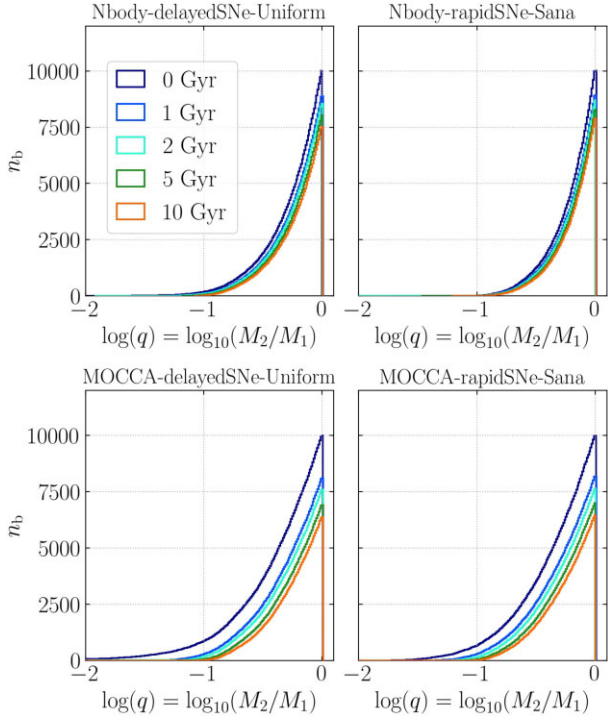 Nbody-delayedSNe-Uniform
Nbody-rapidSNe-Sana
10000
7500
5000
2500
0
n_b
0 Gyr
1 Gyr
2 Gyr
5 Gyr
10 Gyr
−2 −1 0
−2 −1 0
log(q) = log₁₀(M₂/M₁)
log(q) = log₁₀(M₂/M₁)
MOCCA-delayedSNe-Uniform
MOCCA-rapidSNe-Sana
10000
7500
5000
2500
0
n_b
−2 −1 0
−2 −1 0
log(q) = log₁₀(M₂/M₁)
log(q) = log₁₀(M₂/M₁)